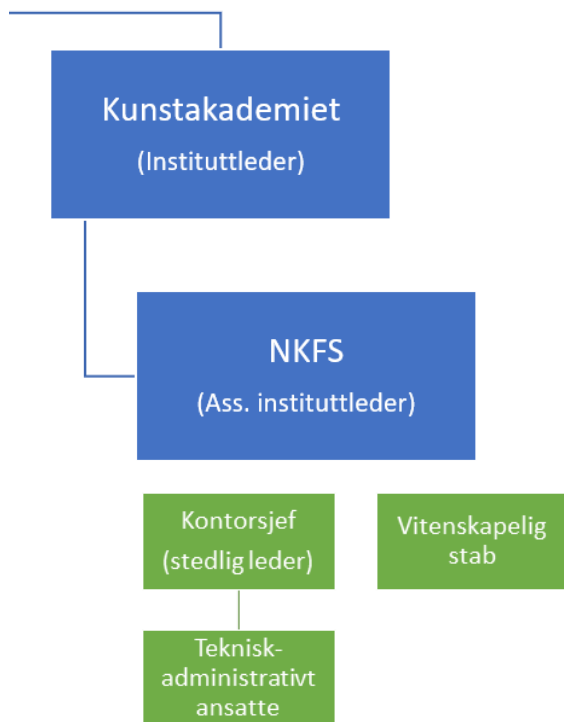 Kunstakademiet
(Instituttleder)
NKFS
(Ass. instituttleder)
Kontorsjef
(stedlig leder)
Vitenskapelig
stab
Teknisk-
administrativt
ansatte